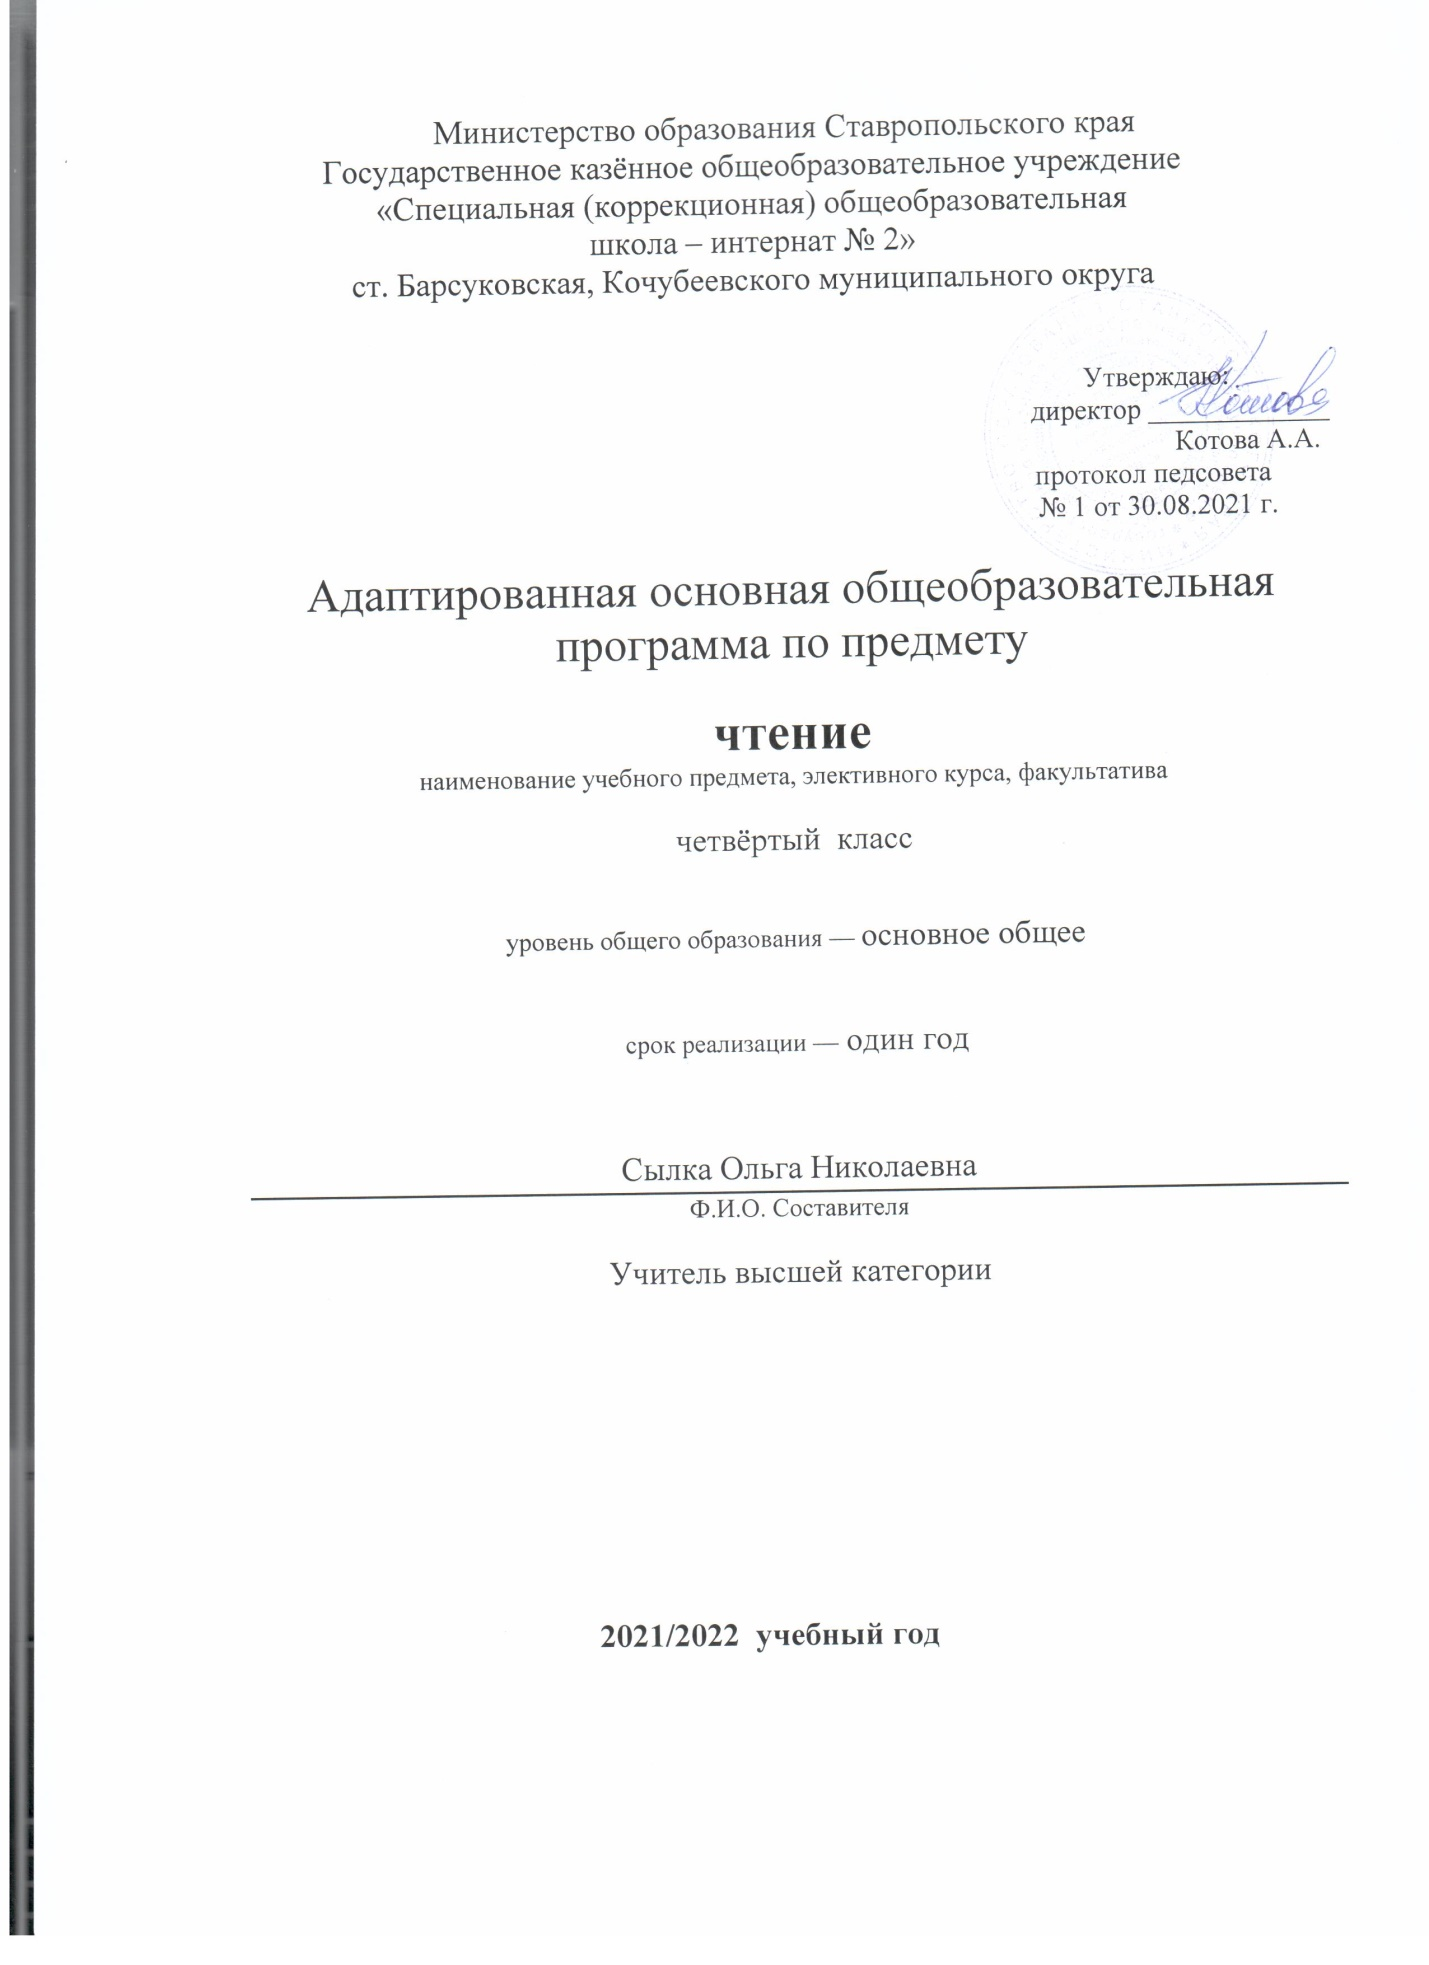 Министерство образования Ставропольского края
Государственное казённое общеобразовательное учреждение
«Специальная (коррекционная) общеобразовательная
школа – интернат № 2»
ст. Барсуковская, Кочубеевского муниципального округа
Утверждаю:
директор
Котова А.А.
протокол педсовета
№ 1 от 30.08.2021 г.
Адаптированная основная общеобразовательная
программа по предмету
чтение
наименование учебного предмета, элективного курса, факультатива
четвёртый класс
уровень общего образования — основное общее
срок реализации — один год
Сылка Ольга Николаевна
Ф.И.О. Составителя
Учитель высшей категории
2021/2022 учебный год